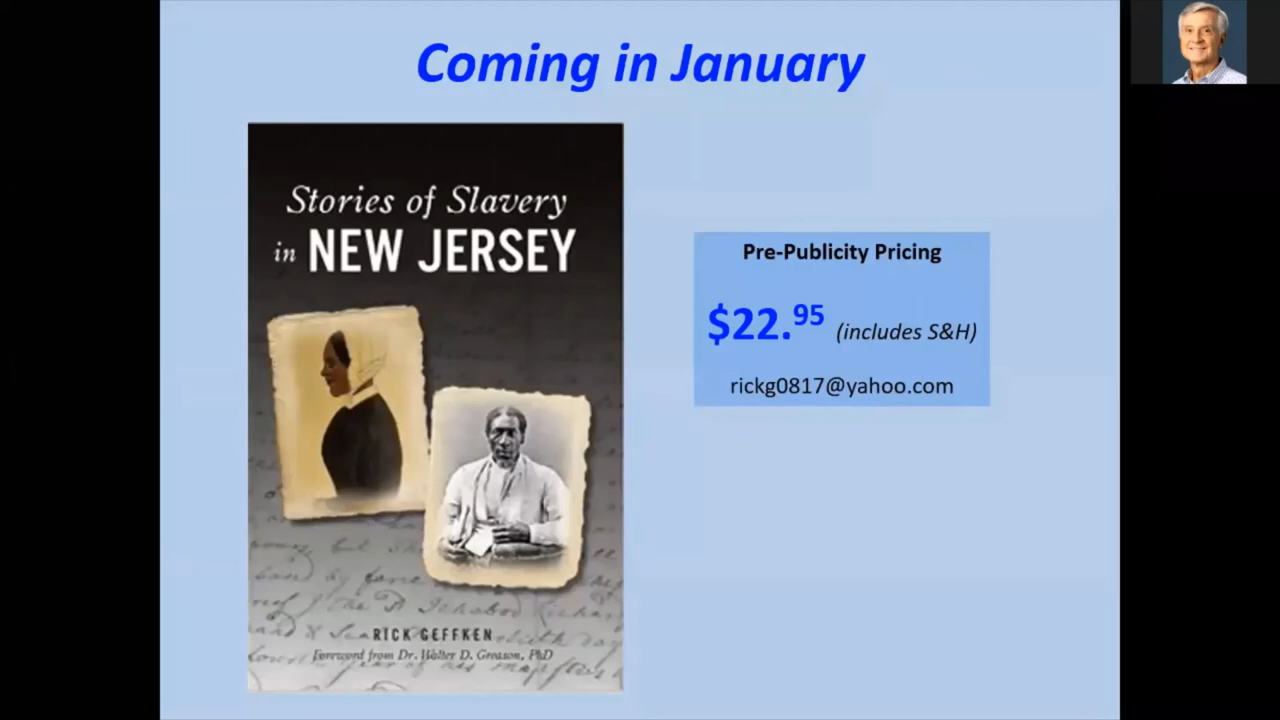 Coming in January
Stories of Slavery
in NEW JERSEY
Pre-Publicity Pricing
$22.95 (includes S&H)
rickg0817@yahoo.com
RICK GEFFKEN
Foreword from Dr. Walter D. Greason, PhD